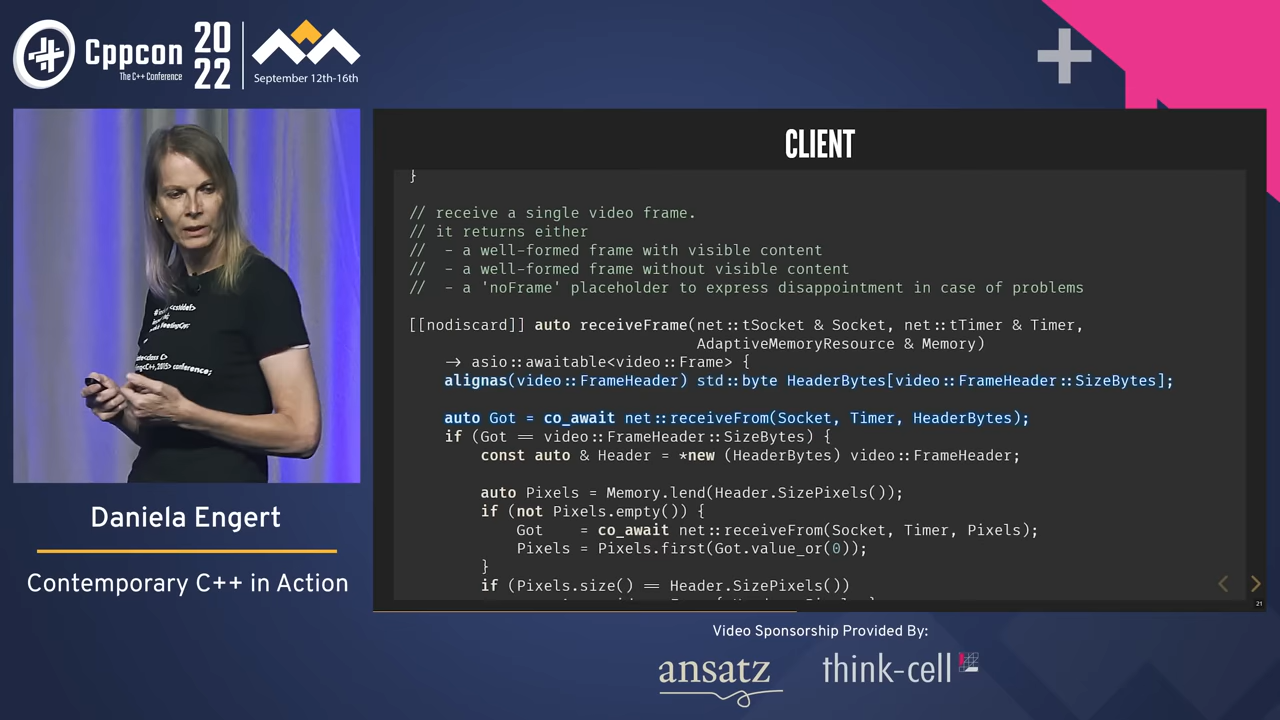 Cppcon
The C++ Conference
20
22
September 12th-16th
CLIENT
}
// receive a single video frame.
// it returns either
//  - a well-formed frame with visible content
//  - a well-formed frame without visible content
//  - a 'noFrame' placeholder to express disappointment in case of problems
[[nodiscard]] auto receiveFrame(net::tSocket & Socket, net::tTimer & Timer,
AdaptiveMemoryResource & Memory)
-> asio::awaitable<video::Frame> {
alignas(video::FrameHeader) std::byte HeaderBytes[video::FrameHeader::SizeBytes];
auto Got = co_await net::receiveFrom(Socket, Timer, HeaderBytes);
if (Got == video::FrameHeader::SizeBytes) {
const auto & Header = *new (HeaderBytes) video::FrameHeader;
auto Pixels = Memory.lend(Header.SizePixels());
if (not Pixels.empty()) {
Got    = co_await net::receiveFrom(Socket, Timer, Pixels);
Pixels = Pixels.first(Got.value_or(0));
}
if (Pixels.size() == Header.SizePixels())
21
Daniela Engert
Contemporary C++ in Action
Video Sponsorship Provided By:
ansatz
think-cell